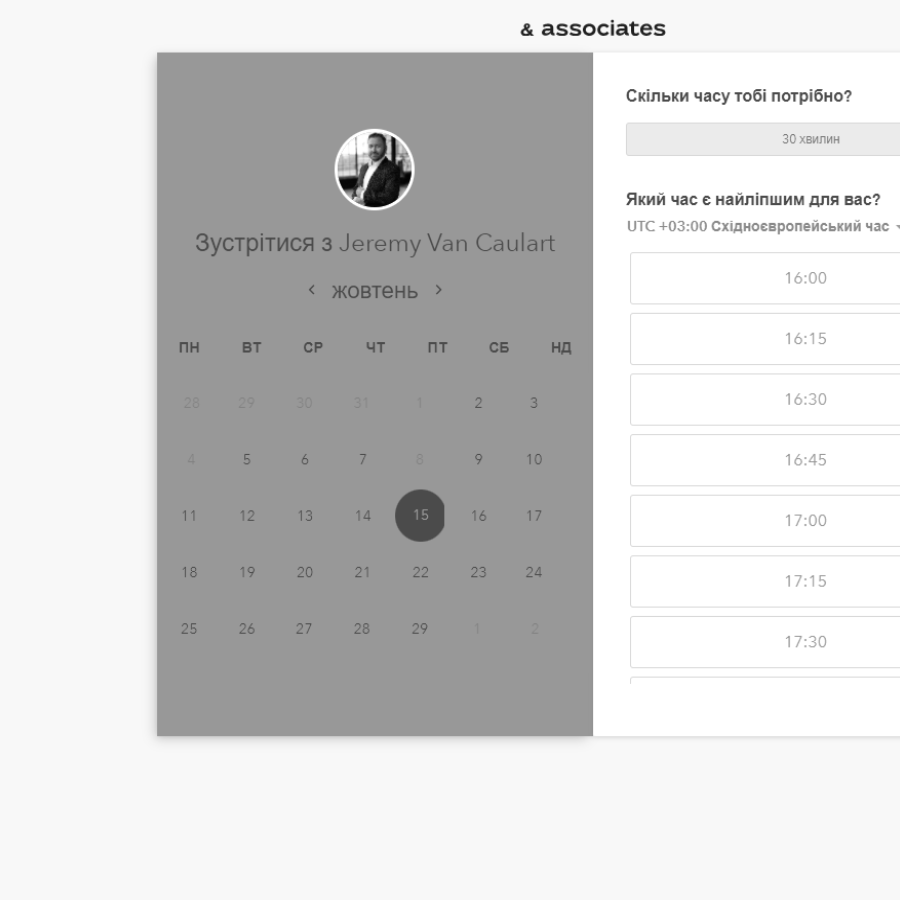 & associates
Зустрітися з Jeremy Van Caulart
жовтень
ПН ВТ СР ЧТ ПТ СБ НД
28 29 30 31 1 2 3
4 5 6 7 8 9 10
11 12 13 14 15 16 17
18 19 20 21 22 23 24
25 26 27 28 29 1 2
Скільки часу тобі потрібно?
30 хвилин
Який час є найліпшим для вас?
UTC +03:00 Східноєвропейський час
16:00
16:15
16:30
16:45
17:00
17:15
17:30